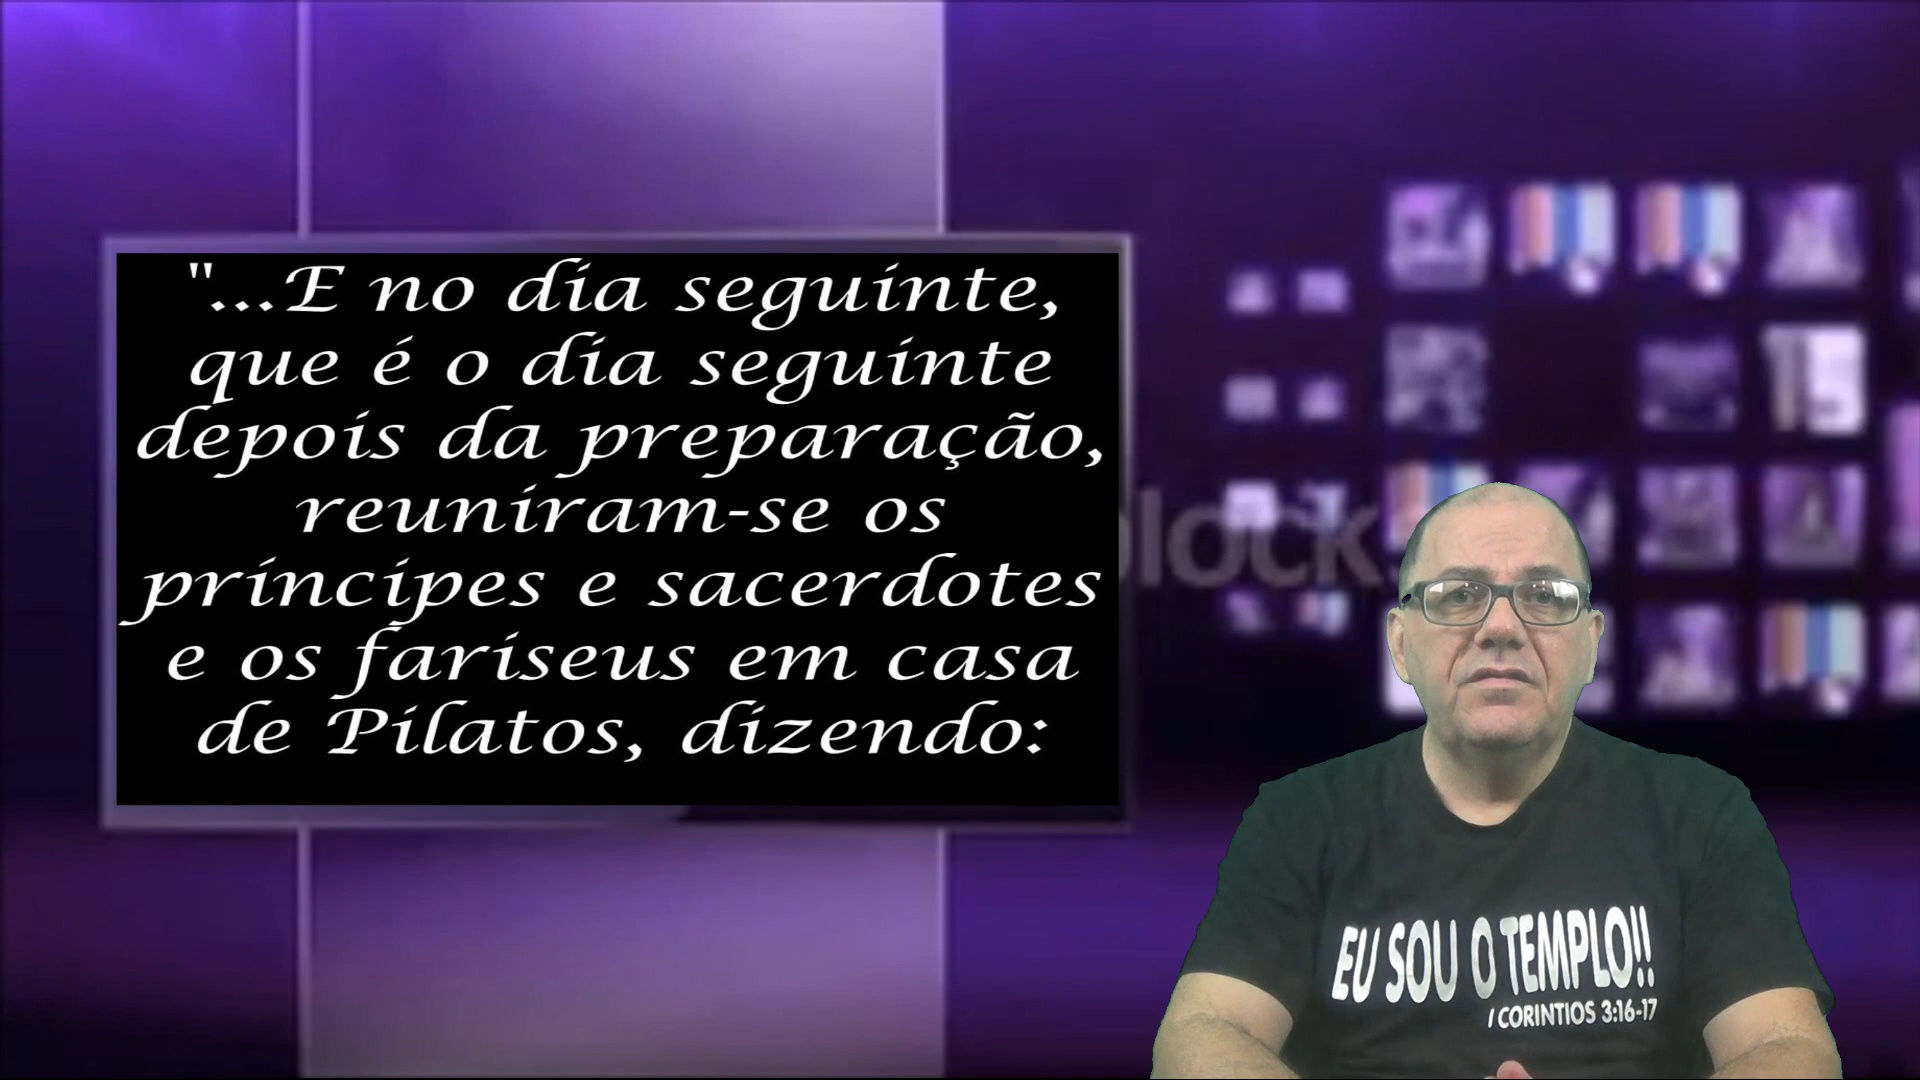 "...E no dia seguinte,
que é o dia seguinte
depois da preparação,
reuniram-se os
príncipes e sacerdotes
e os fariseus em casa
de Pilatos, dizendo:
block
EU SOU O TEMPLO!!
I CORINTIOS 3:16-17